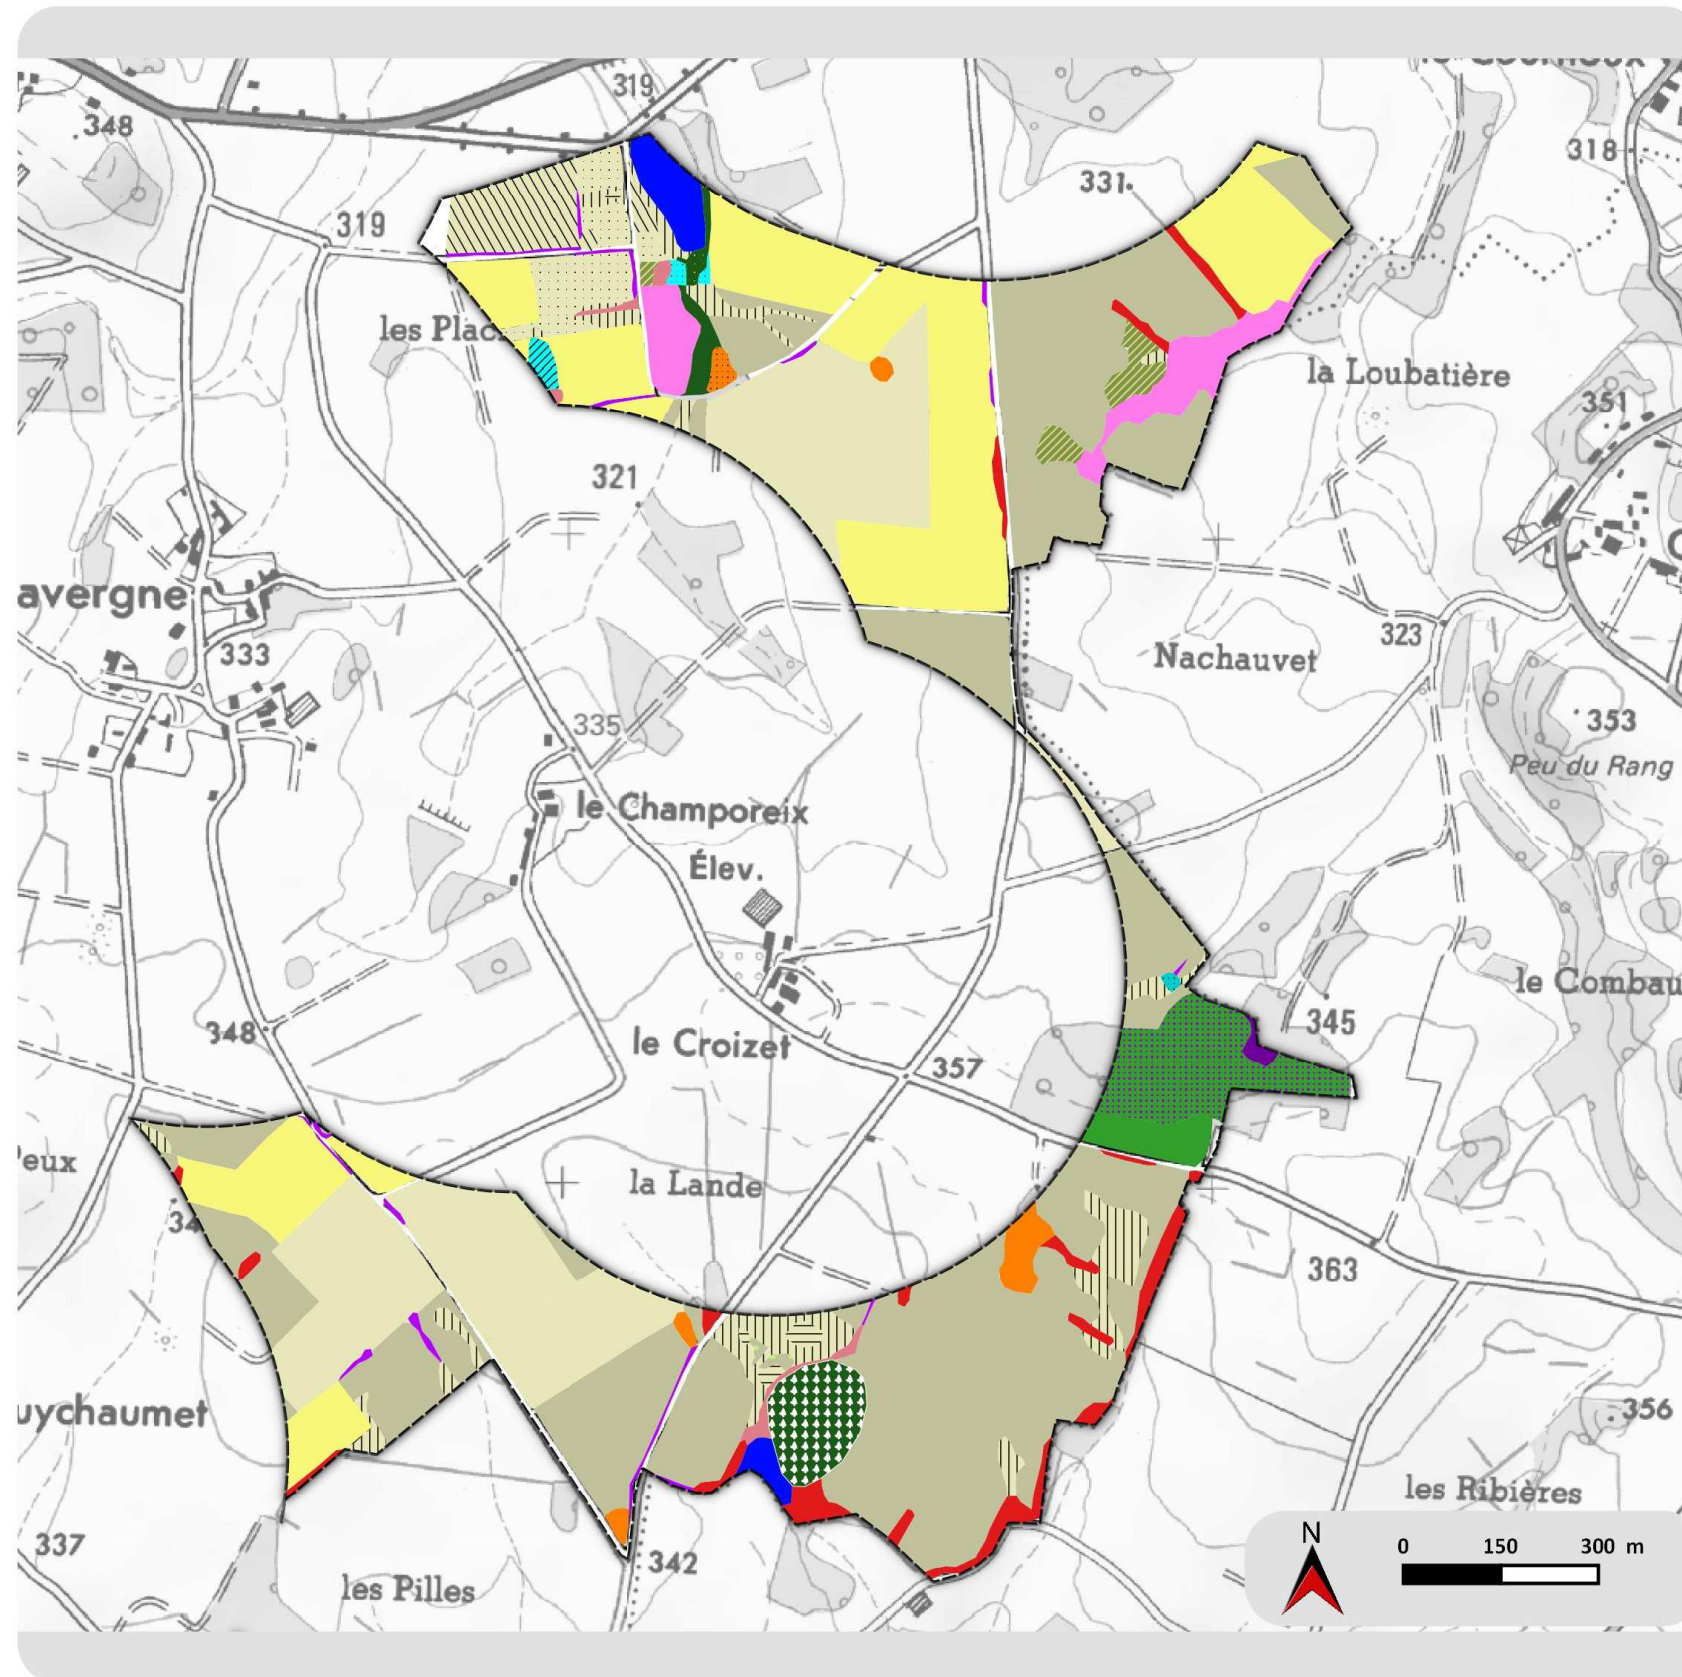 319
348
318
331
319
les Plac
la Loubatière
351
321
avergne
323
333
Nachauvet
353
335
Peu du Rang
le Champoreix
Élev.
le Combau
345
348
le Croizet
357
eux
la Lande
34
363
uychaumet
356
les Ribières
N
0 150 300 m
337
342
les Pilles